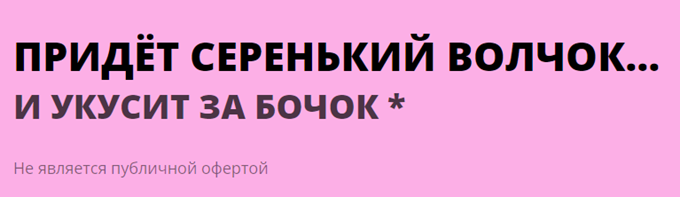 ПРИДЁТ СЕРЕНЬКИЙ ВОЛЧОК...
И УКУСИТ ЗА БОЧОК *
Не является публичной офертой